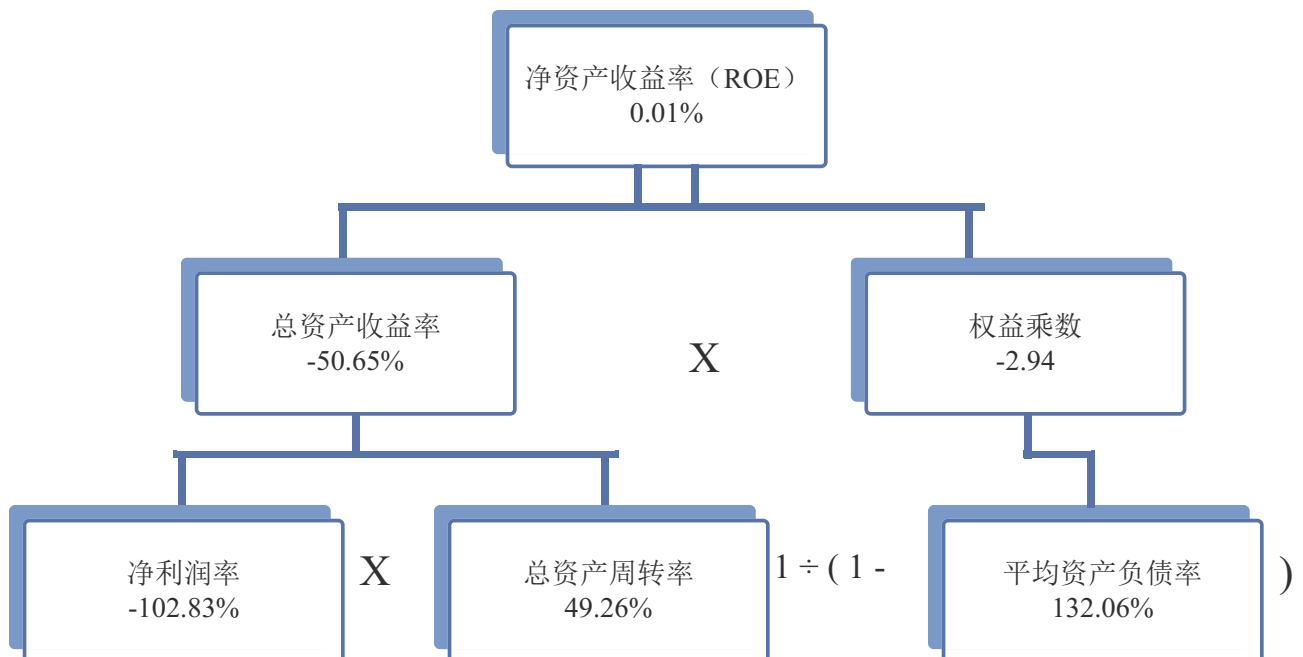 净资产收益率（ROE）
0.01%
总资产收益率
-50.65%
X
权益乘数
-2.94
净利润率
-102.83%
X
总资产周转率
49.26%
1 ÷ ( 1 -
平均资产负债率
132.06%
)